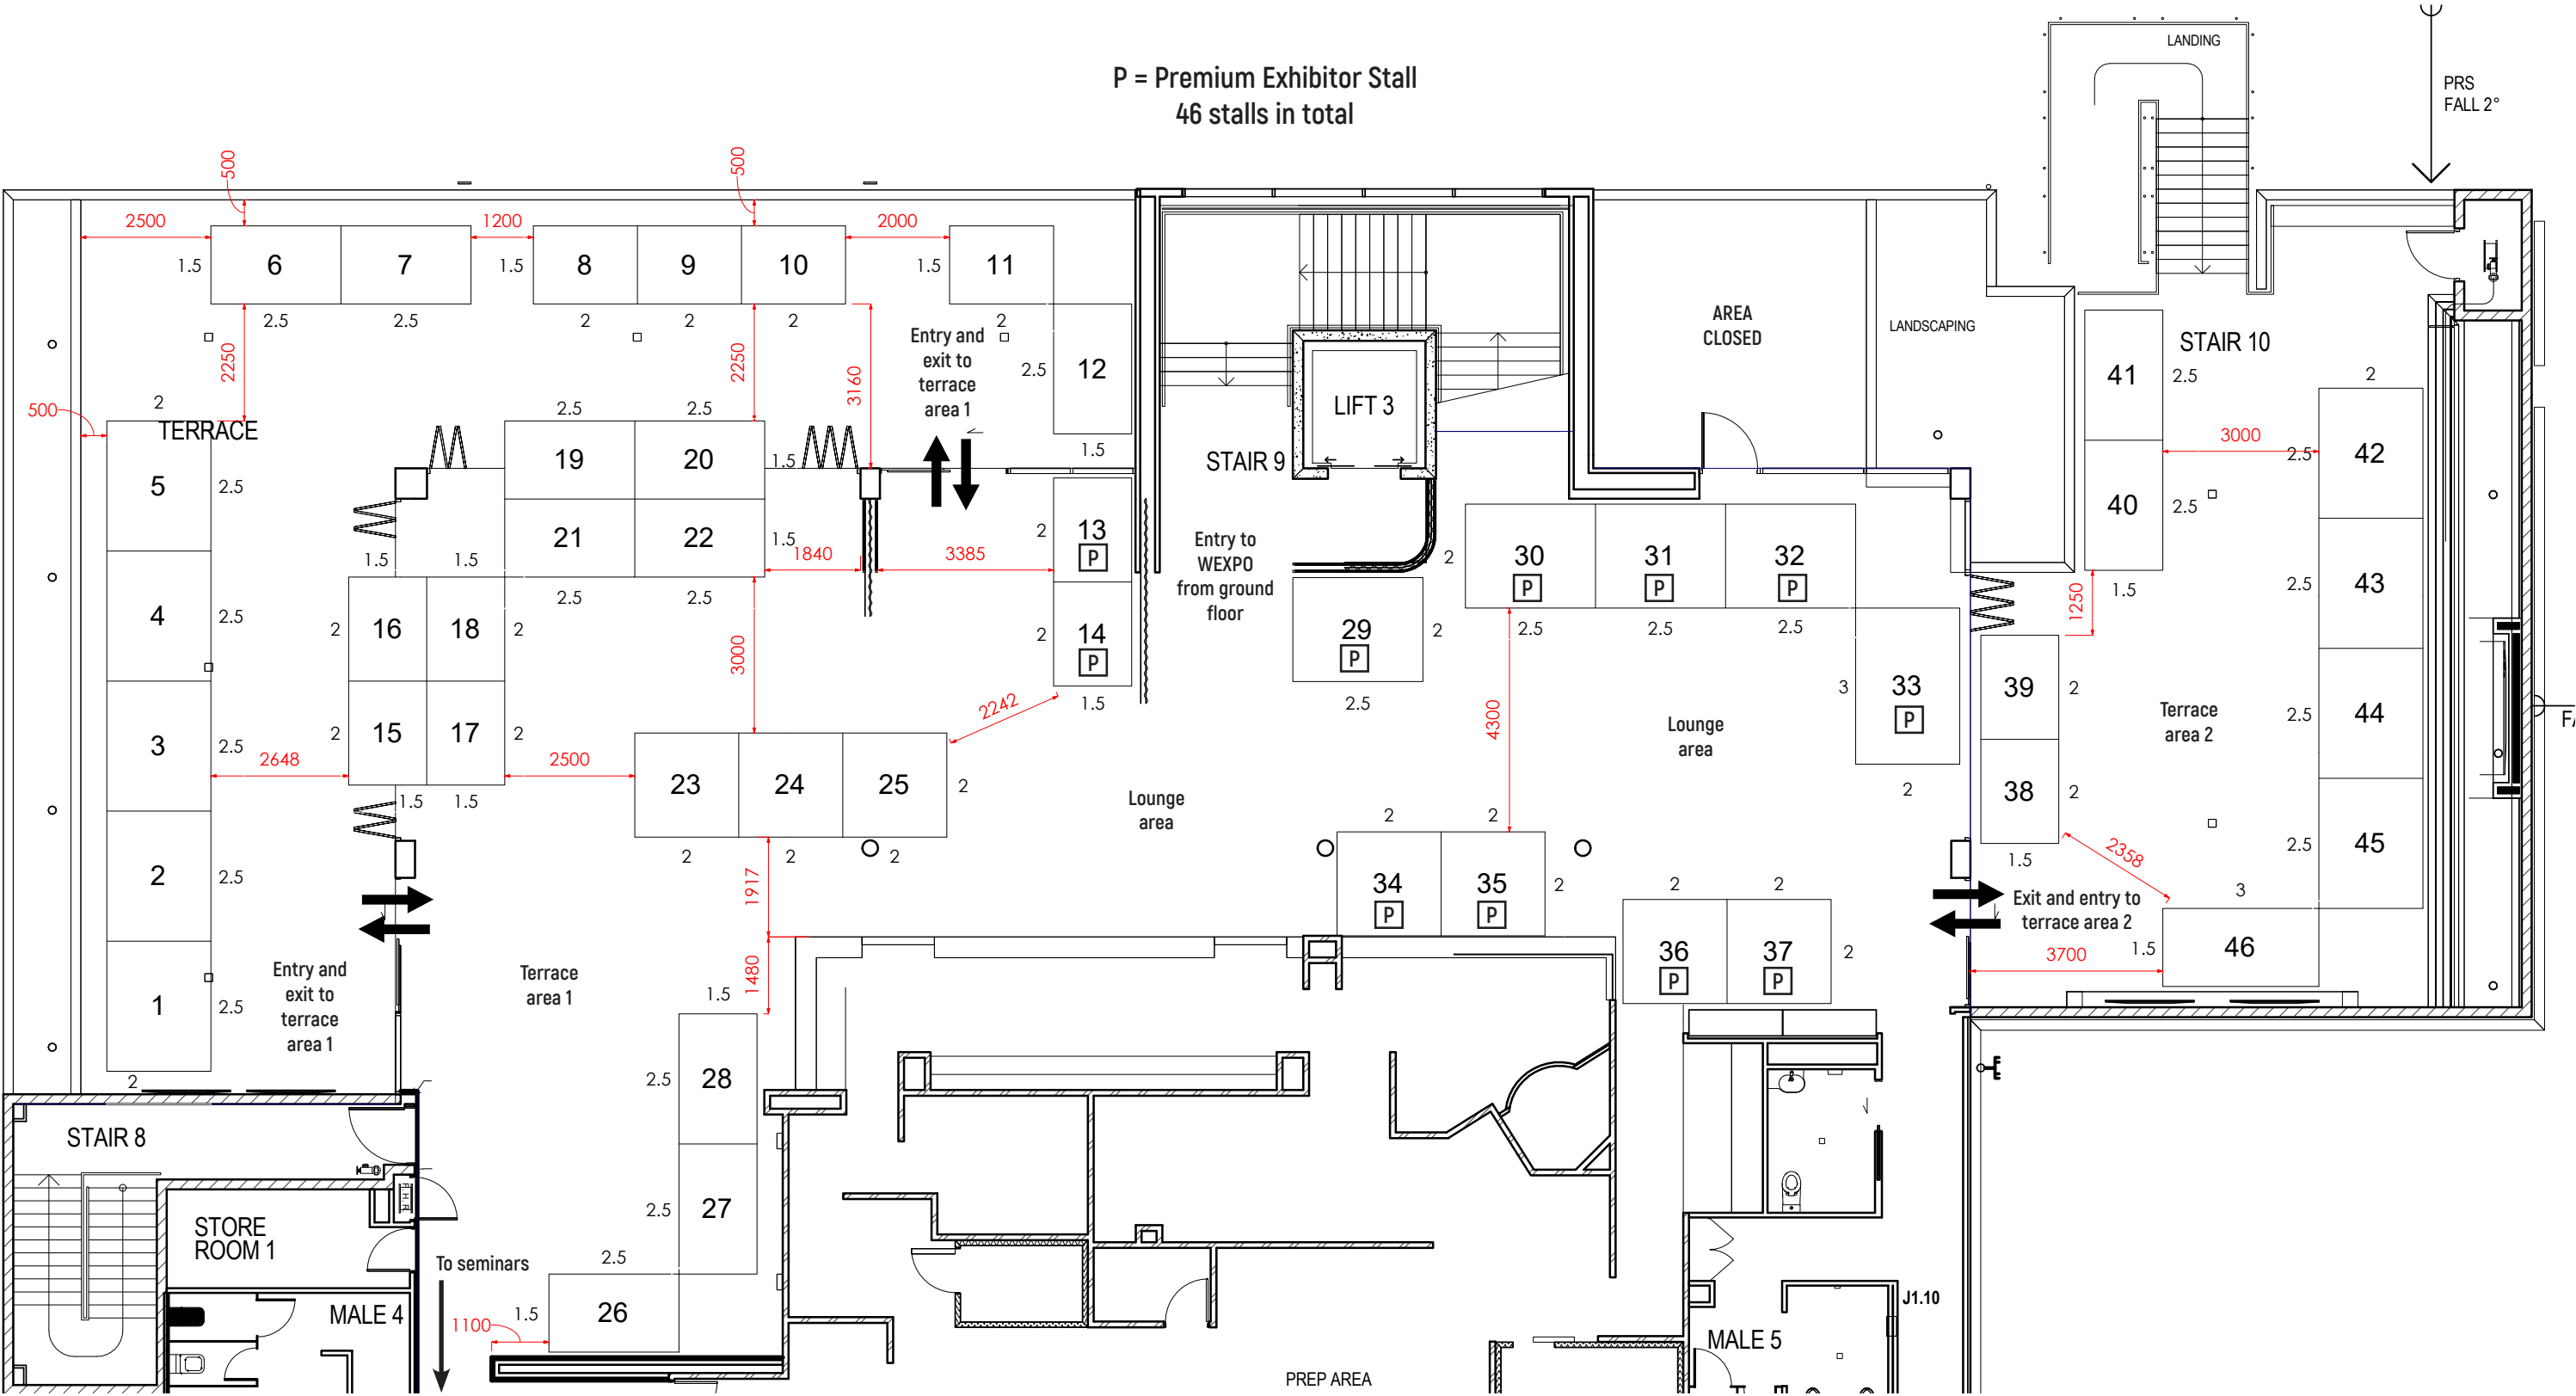 P = Premium Exhibitor Stall
46 stalls in total
LANDING
PRS
FALL 2°
500
500
2500
1200
2000
6
7
8
9
10
11
1.5
1.5
1.5
2.5
2.5
2
2
2
2
2250
2250
3160
Entry and
exit to
terrace
area 1
2.5
12
1.5
LIFT 3
STAIR 9
AREA
CLOSED
LANDSCAPING
STAIR 10
41
2.5
40
2.5
1.5
3000
2
2.5
42
500
2
TERRACE
5
2.5
4
2.5
3
2.5
2
2.5
1
2.5
2
2.5
2.5
19
20
1.5
21
22
1.5
2.5
2.5
1840
3385
2
13
P
2
14
P
1.5
Entry to
WEXPO
from ground
floor
29
P
2
2.5
2
30
P
31
P
32
P
2.5
2.5
2.5
3
33
P
2
1250
2.5
43
2.5
44
2.5
45
39
2
38
2
1.5
Terrace
area 2
FA
1.5
1.5
2
16
18
2
2
15
17
2
1.5
1.5
2648
2500
3000
2242
23
24
25
2
2
2
2
4300
Lounge
area
Lounge
area
2
2
34
P
35
P
2
2
2
36
P
37
P
2
2358
Exit and entry to
terrace area 2
3
1.5
46
3700
1917
1480
Entry and
exit to
terrace
area 1
Terrace
area 1
1.5
2.5
28
2.5
27
2.5
1.5
26
1100
To seminars
STAIR 8
F.H.R
STORE
ROOM 1
MALE 4
PREP AREA
MALE 5
J1.10